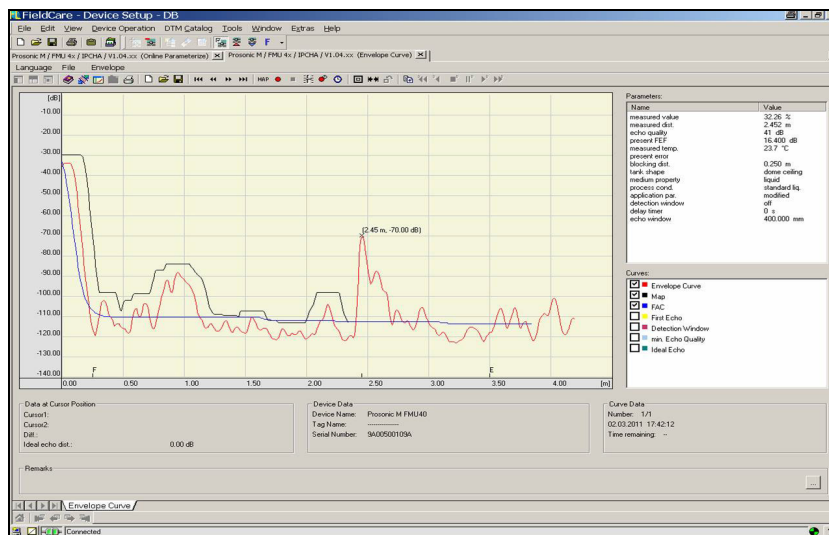 FieldCare - Device Setup - DB
File Edit View Device Operation DTM Catalog Tools Window Extras Help
Prosonic M / FMU 4x / IPCHA / V1.04.xx (Online Parameterize) Prosonic M / FMU 4x / IPCHA / V1.04.xx (Envelope Curve)
Language File Envelope
MAP
[dB]
-10.00
-20.00
-30.00
-40.00
-50.00
-60.00
-70.00
-80.00
-90.00
-100.00
-110.00
-120.00
-130.00
-140.00
(2.45 m, -70.00 dB)
F E
0.00 0.50 1.00 1.50 2.00 2.50 3.00 3.50 4.00 [m]
Parameters:
Name Value
measured value 32.26 %
measured dist. 2.452 m
echo quality 41 dB
present FEF 16.400 dB
measured temp. 23.7 °C
present error
blocking dist. 0.250 m
tank shape dome ceiling
medium property liquid
process cond. standard liq.
application par. modified
detection window off
delay timer 0 s
echo window 400.000 mm
Curves:
Envelope Curve
Map
FAC
First Echo
Detection Window
min. Echo Quality
Ideal Echo
Data at Cursor Position
Cursor1:
Cursor2:
Diff.:
Ideal echo dist.: 0.00 dB
Device Data
Device Name: Prosonic M FMU40
Tag Name: --------------
Serial Number: 9A00500109A
Curve Data
Number: 1/1
02.03.2011 17:42:12
Time remaining: --
Remarks
...
Envelope Curve
Connected